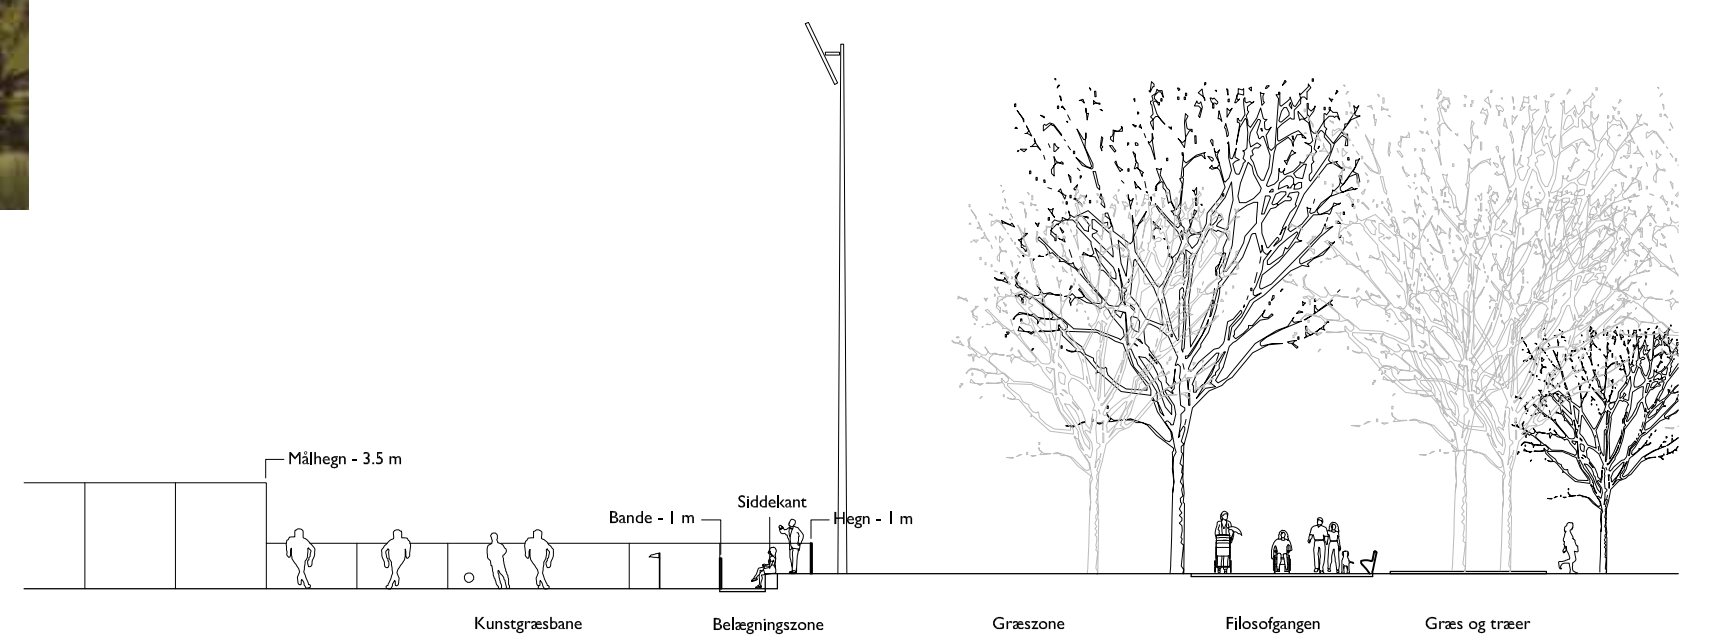 Målhegn - 3.5 m
Siddekant
Bande - 1 m
Hegn - 1 m
Kunstgræsbane
Belægningszone
Græszone
Filosofgangen
Græs og træer